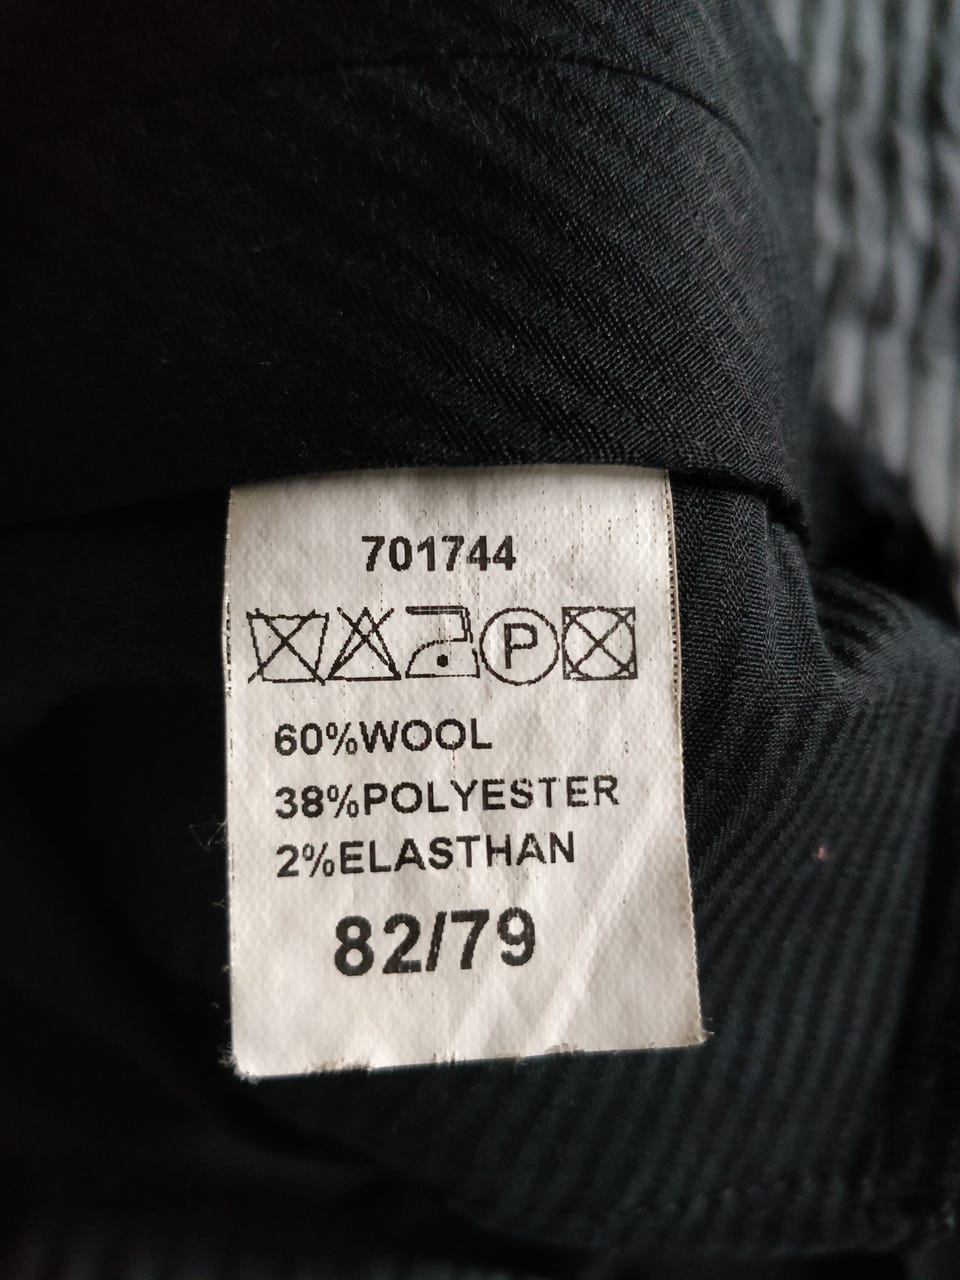 701744
P
60%WOOL
38%POLYESTER
2%ELASTHAN
82/79